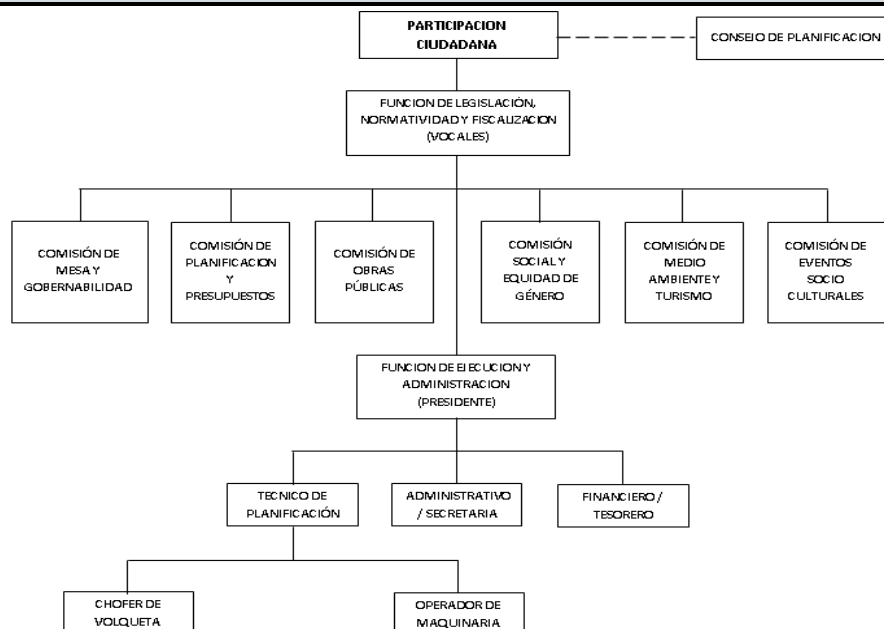 PARTICIPACION
CIUDADANA
CONSEJO DE PLANIFICACION
FUNCION DE LEGISLACIÓN,
NORMATIVIDAD Y FISCALIZACION
(VOCALES)
COMISIÓN DE
MESA Y
GOBERNABILIDAD
COMISIÓN DE
PLANIFICACION
Y
PRESUPUESTOS
COMISIÓN DE
OBRAS
PÚBLICAS
COMISIÓN
SOCIAL Y
EQUIDAD DE
GÉNERO
COMISIÓN DE
MEDIO
AMBIENTE Y
TURISMO
COMISIÓN DE
EVENTOS
SOCIO
CULTURALES
FUNCION DE EJECUCION Y
ADMINISTRACION
(PRESIDENTE)
TECNICO DE
PLANIFICACIÓN
ADMINISTRATIVO
/ SECRETARIA
FINANCIERO /
TESORERO
CHOFER DE
VOLQUETA
OPERADOR DE
MAQUINARIA